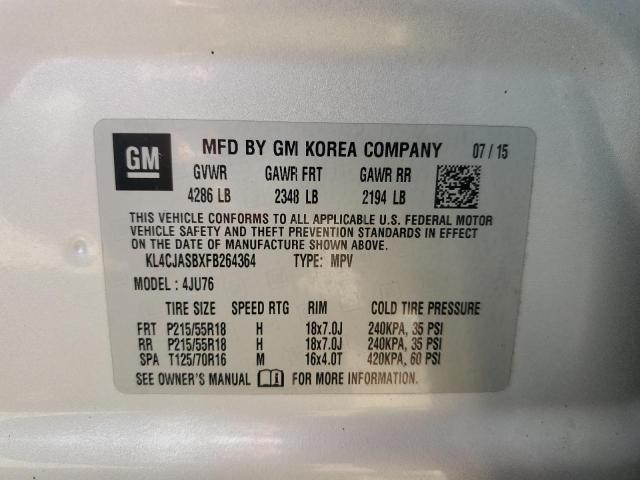 GM MFD BY GM KOREA COMPANY 07 / 15
GVWR GAWR FRT GAWR RR
4286 LB 2348 LB 2194 LB
THIS VEHICLE CONFORMS TO ALL APPLICABLE U.S. FEDERAL MOTOR
VEHICLE SAFETY AND THEFT PREVENTION STANDARDS IN EFFECT
ON THE DATE OF MANUFACTURE SHOWN ABOVE.
KL4CJASBXFB264364 TYPE: MPV
MODEL : 4JU76
TIRE SIZE SPEED RTG RIM COLD TIRE PRESSURE
FRT P215/55R18 H 18x7.0J 240KPA, 35 PSI
RR P215/55R18 H 18x7.0J 240KPA, 35 PSI
SPA T125/70R16 M 16x4.0T 420KPA, 60 PSI
SEE OWNER'S MANUAL FOR MORE INFORMATION.